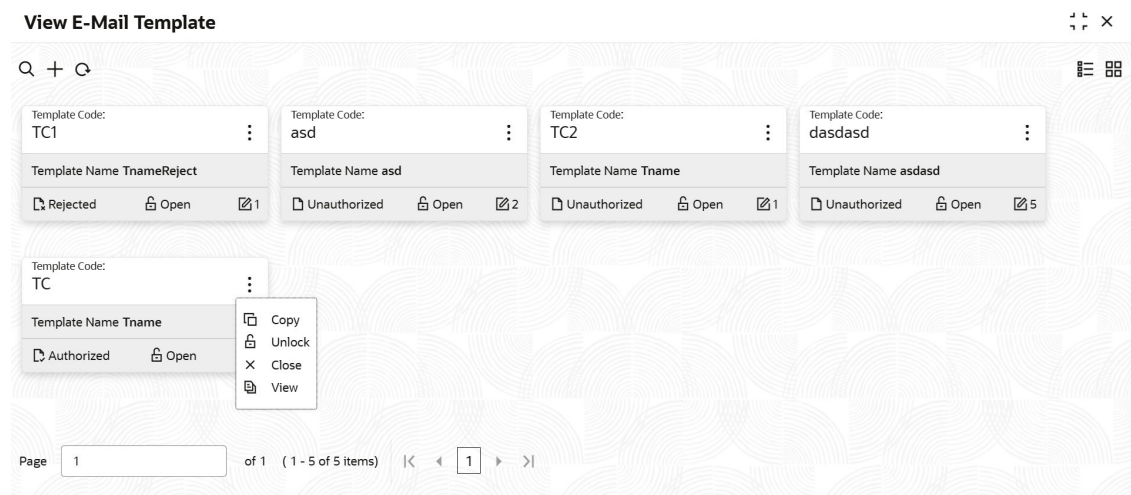 View E-Mail Template
Template Code:
TC1
Template Name TnameReject
Rejected Open 1
Template Code:
asd
Template Name asd
Unauthorized Open 2
Template Code:
TC2
Template Name Tname
Unauthorized Open 1
Template Code:
dasdasd
Template Name asdasd
Unauthorized Open 5
Template Code:
TC
Template Name Tname
Authorized Open
Copy
Unlock
Close
View
Page 1 of 1 ( 1 - 5 of 5 items) 1